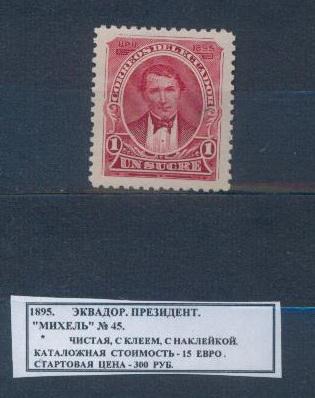 U.P.U. 1895
CORREOS DEL ECUADOR
1 1
UN SUCRE
1895. ЭКВАДОР. ПРЕЗИДЕНТ.
"МИХЕЛЬ" № 45.
* ЧИСТАЯ, С КЛЕЕМ, С НАКЛЕЙКОЙ.
КАТАЛОЖНАЯ СТОИМОСТЬ - 15 ЕВРО.
СТАРТОВАЯ ЦЕНА - 300 РУБ.